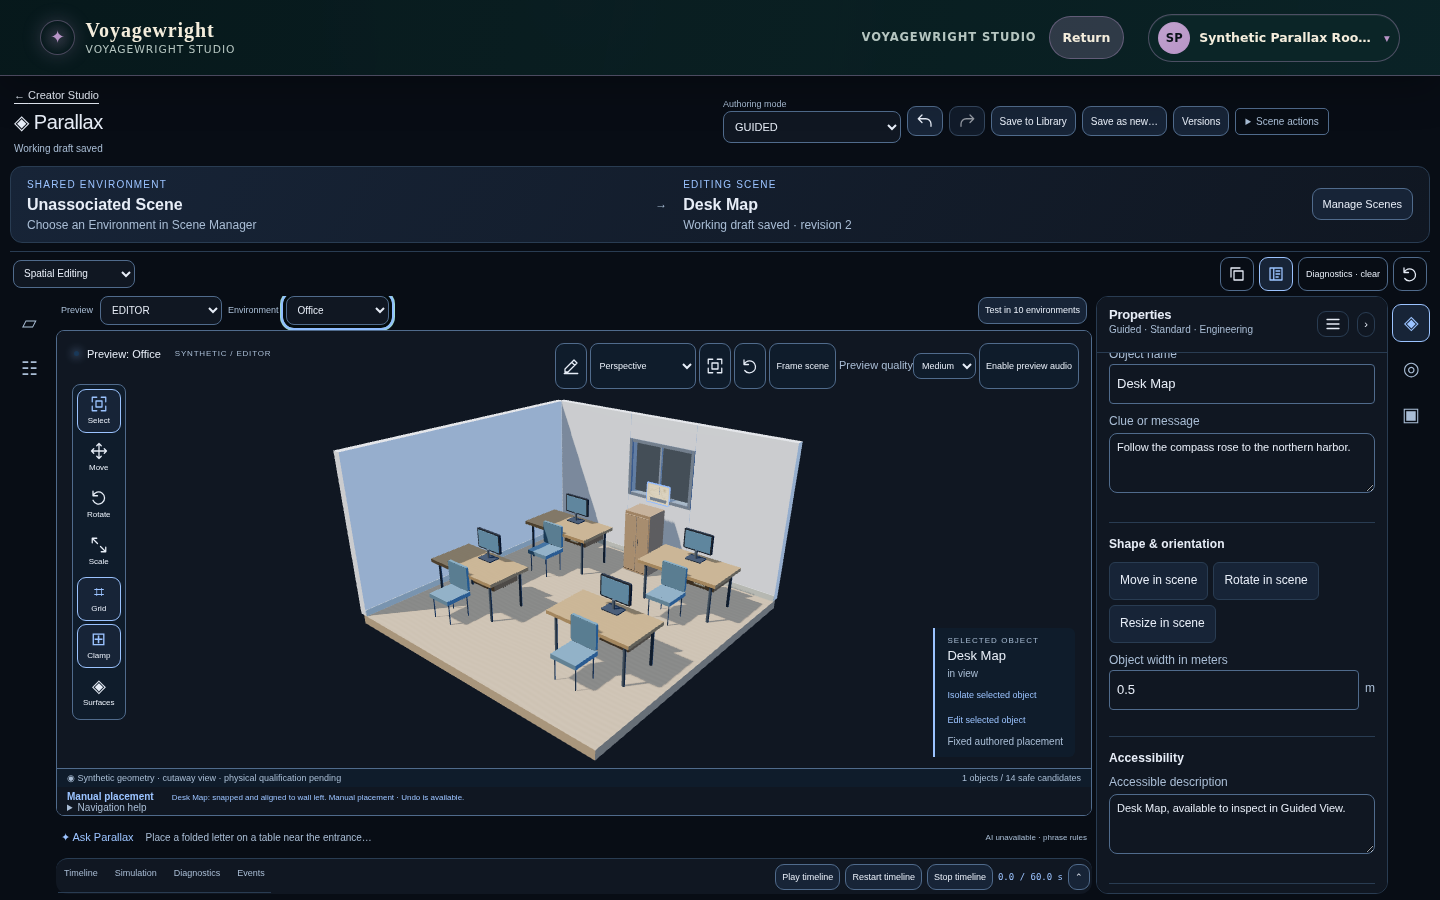 Voyagewright
VOYAGEWRIGHT STUDIO
VOYAGEWRIGHT STUDIO
Return
SP
Synthetic Parallax Roo...
← Creator Studio
◈ Parallax
Working draft saved
Authoring mode
GUIDED
Save to Library
Save as new…
Versions
Scene actions
SHARED ENVIRONMENT
Unassociated Scene
Choose an Environment in Scene Manager
→
EDITING SCENE
Desk Map
Working draft saved · revision 2
Manage Scenes
Spatial Editing
Diagnostics · clear
Preview
EDITOR
Environment
Office
Test in 10 environments
Preview: Office
SYNTHETIC / EDITOR
Perspective
Frame scene
Preview quality
Medium
Enable preview audio
Select
Move
Rotate
Scale
Grid
Clamp
Surfaces
SELECTED OBJECT
Desk Map
in view
Isolate selected object
Edit selected object
Fixed authored placement
◉ Synthetic geometry · cutaway view · physical qualification pending
1 objects / 14 safe candidates
Manual placement
Desk Map: snapped and aligned to wall left. Manual placement · Undo is available.
Navigation help
✦ Ask Parallax
Place a folded letter on a table near the entrance…
AI unavailable · phrase rules
Timeline
Simulation
Diagnostics
Events
Play timeline
Restart timeline
Stop timeline
0.0 / 60.0 s
Properties
Guided · Standard · Engineering
Object name
Desk Map
Clue or message
Follow the compass rose to the northern harbor.
Shape & orientation
Move in scene
Rotate in scene
Resize in scene
Object width in meters
0.5
m
Accessibility
Accessible description
Desk Map, available to inspect in Guided View.